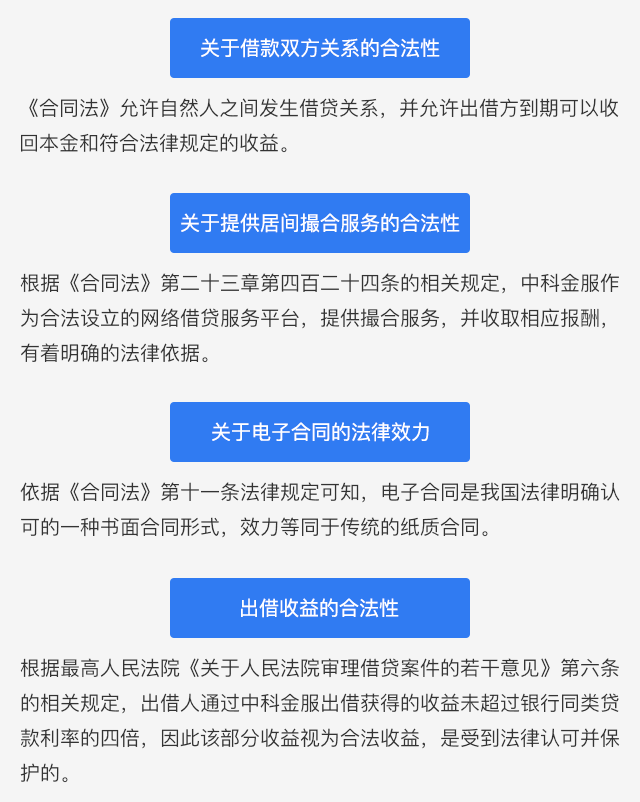 关于借款双方关系的合法性
《合同法》允许自然人之间发生借贷关系，并允许出借方到期可以收
回本金和符合法律规定的收益。
关于提供居间撮合服务的合法性
根据《合同法》第二十三章第四百二十四条的相关规定，中科金服作
为合法设立的网络借贷服务平台，提供撮合服务，并收取相应报酬，
有着明确的法律依据。
关于电子合同的法律效力
依据《合同法》第十一条法律规定可知，电子合同是我国法律明确认
可的一种书面合同形式，效力等同于传统的纸质合同。
出借收益的合法性
根据最高人民法院《关于人民法院审理借贷案件的若干意见》第六条
的相关规定，出借人通过中科金服出借获得的收益未超过银行同类贷
款利率的四倍，因此该部分收益视为合法收益，是受到法律认可并保
护的。